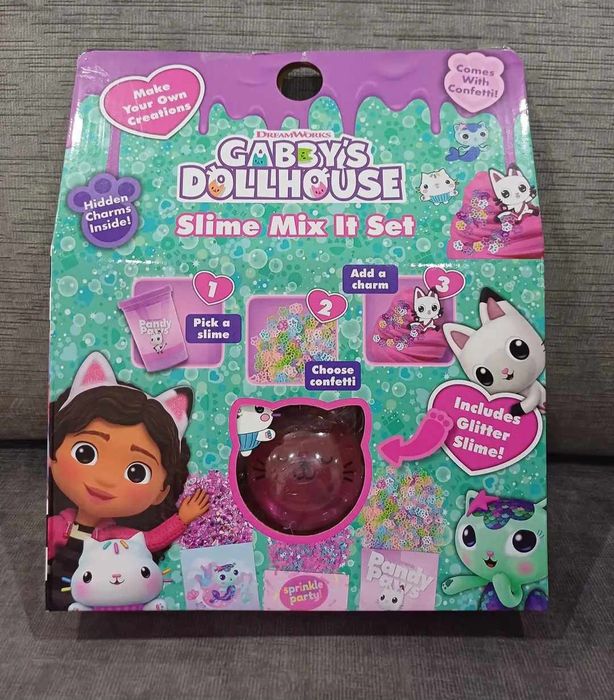 Make
Your Own
Creations
Comes
With
Confetti!
Hidden
Charms
Inside!
DREAMWORKS
GABBY'S
DOLLHOUSE
Slime Mix It Set
1
Pick a
slime
Pandy
Paws
2
Choose
confetti
Add a
charm
3
Includes
Glitter
Slime!
sprinkle
party!
Pandy
Paws